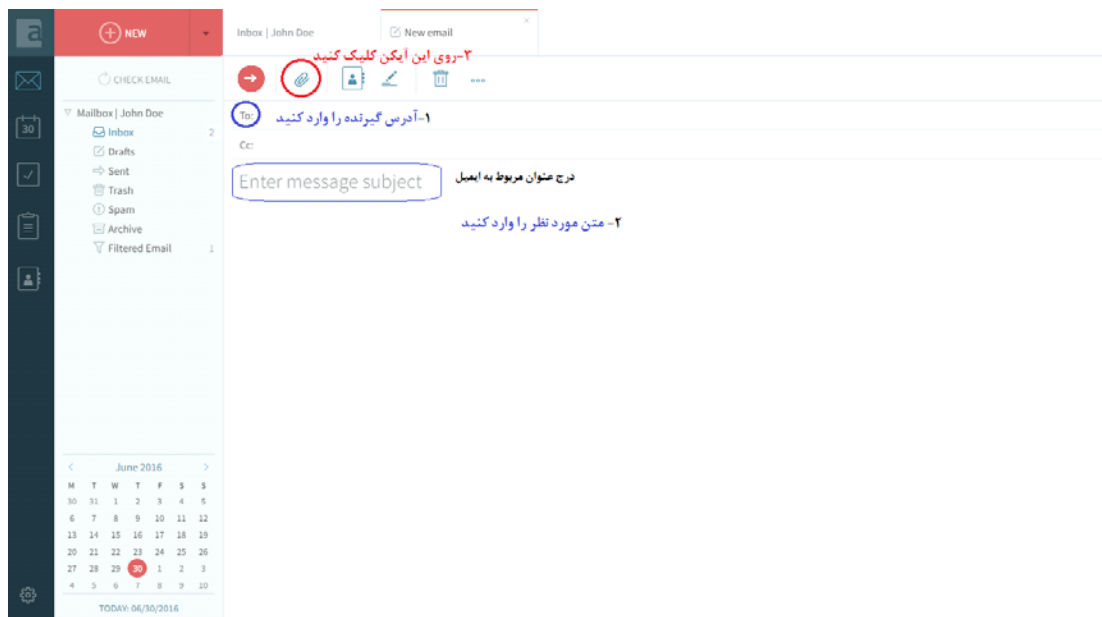 a
NEW
Inbox | John Doe
New email
×
۳-روی این آیکن کلیک کنید
CHECK EMAIL
Mailbox | John Doe
To:
۱-آدرس گیرنده را وارد کنید
Inbox 2
Drafts
Cc:
Sent
Trash
Enter message subject
درج عنوان مربوط به ایمیل
Spam
Archive
۲- متن مورد نظر را وارد کنید
Filtered Email 1
30
< June 2016 >
M T W T F S S
30 31 1 2 3 4 5
6 7 8 9 10 11 12
13 14 15 16 17 18 19
20 21 22 23 24 25 26
27 28 29 30 1 2 3
4 5 6 7 8 9 10
TODAY: 06/30/2016